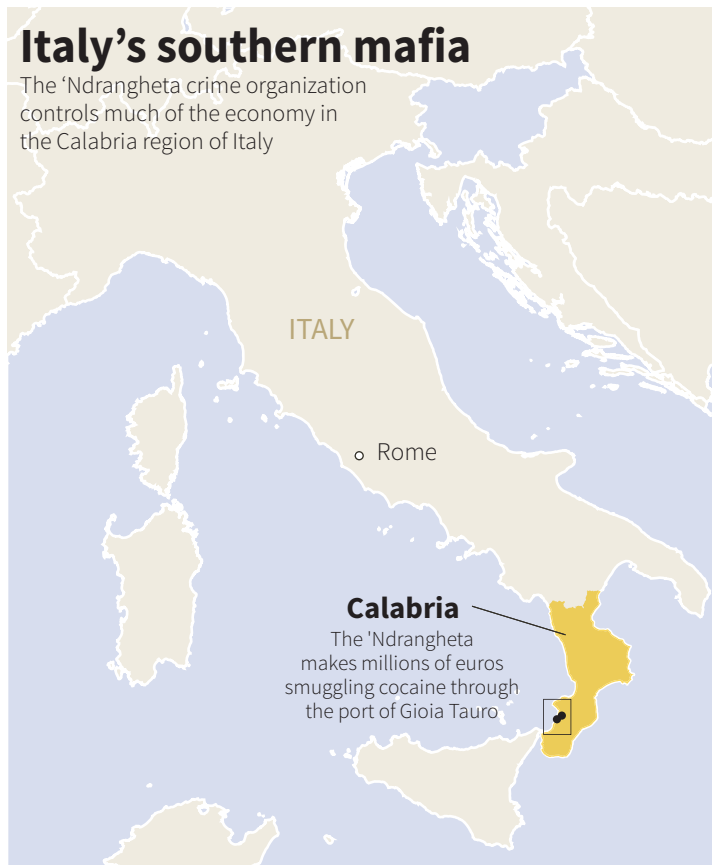 Italy’s southern mafia
The ‘Ndrangheta crime organization
controls much of the economy in
the Calabria region of Italy
ITALY
Rome
Calabria
The 'Ndrangheta
makes millions of euros
smuggling cocaine through
the port of Gioia Tauro